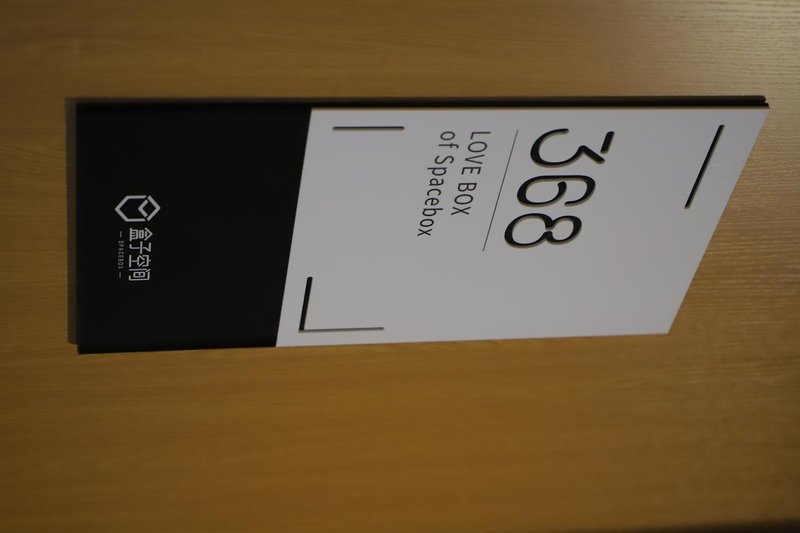 368
LOVE BOX
of Spacebox
盒子空间
— SPACEBOX —